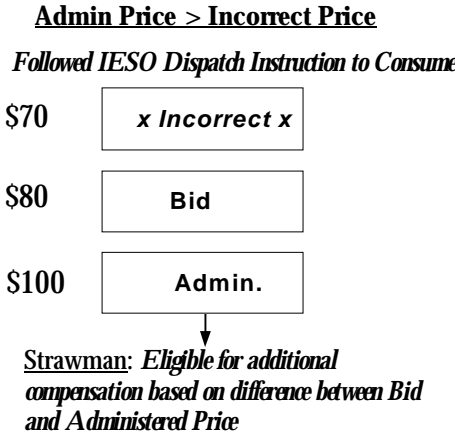 Admin Price > Incorrect Price
Followed IESO Dispatch Instruction to Consume
$70 x Incorrect x
$80 Bid
$100 Admin.
Strawman: Eligible for additional
compensation based on difference between Bid
and Administered Price